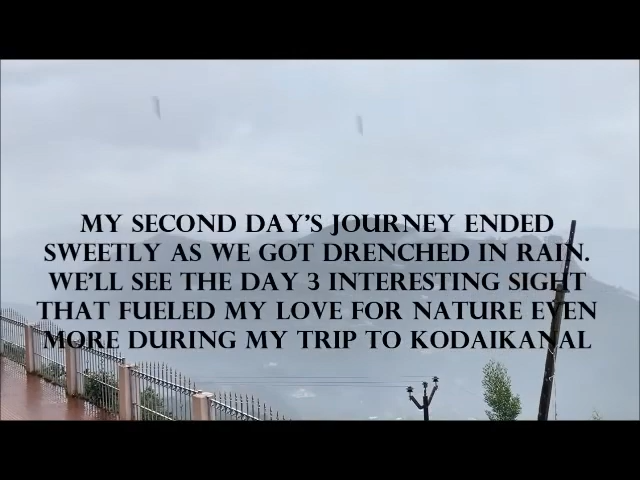 MY SECOND DAY'S JOURNEY ENDED
SWEETLY AS WE GOT DRENCHED IN RAIN.
WE'LL SEE THE DAY 3 INTERESTING SIGHT
THAT FUELED MY LOVE FOR NATURE EVEN
MORE DURING MY TRIP TO KODAIKANAL